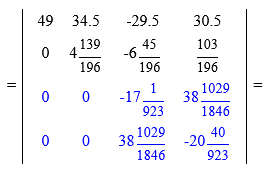 = | 49 34.5 -29.5 30.5 | =
0 4 139/196 -6 45/196 103/196
0 0 -17 1/923 38 1029/1846
0 0 38 1029/1846 -20 40/923